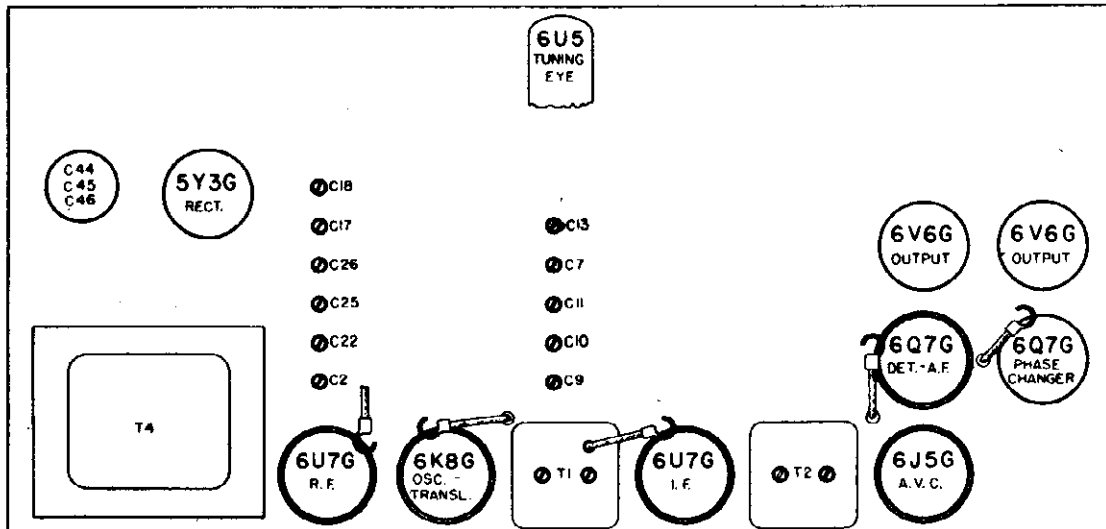 6U5
TUNING
EYE
C44
C45
C46
5Y3G
RECT.
C18
C17
C26
C25
C22
C2
C13
C7
C11
C10
C9
6V6G
OUTPUT
6V6G
OUTPUT
6Q7G
DET.-A.F.
6Q7G
PHASE
CHANGER
T4
6U7G
R.F.
6K8G
OSC. -
TRANSL.
T1
6U7G
I.F.
T2
6J5G
A.V.C.